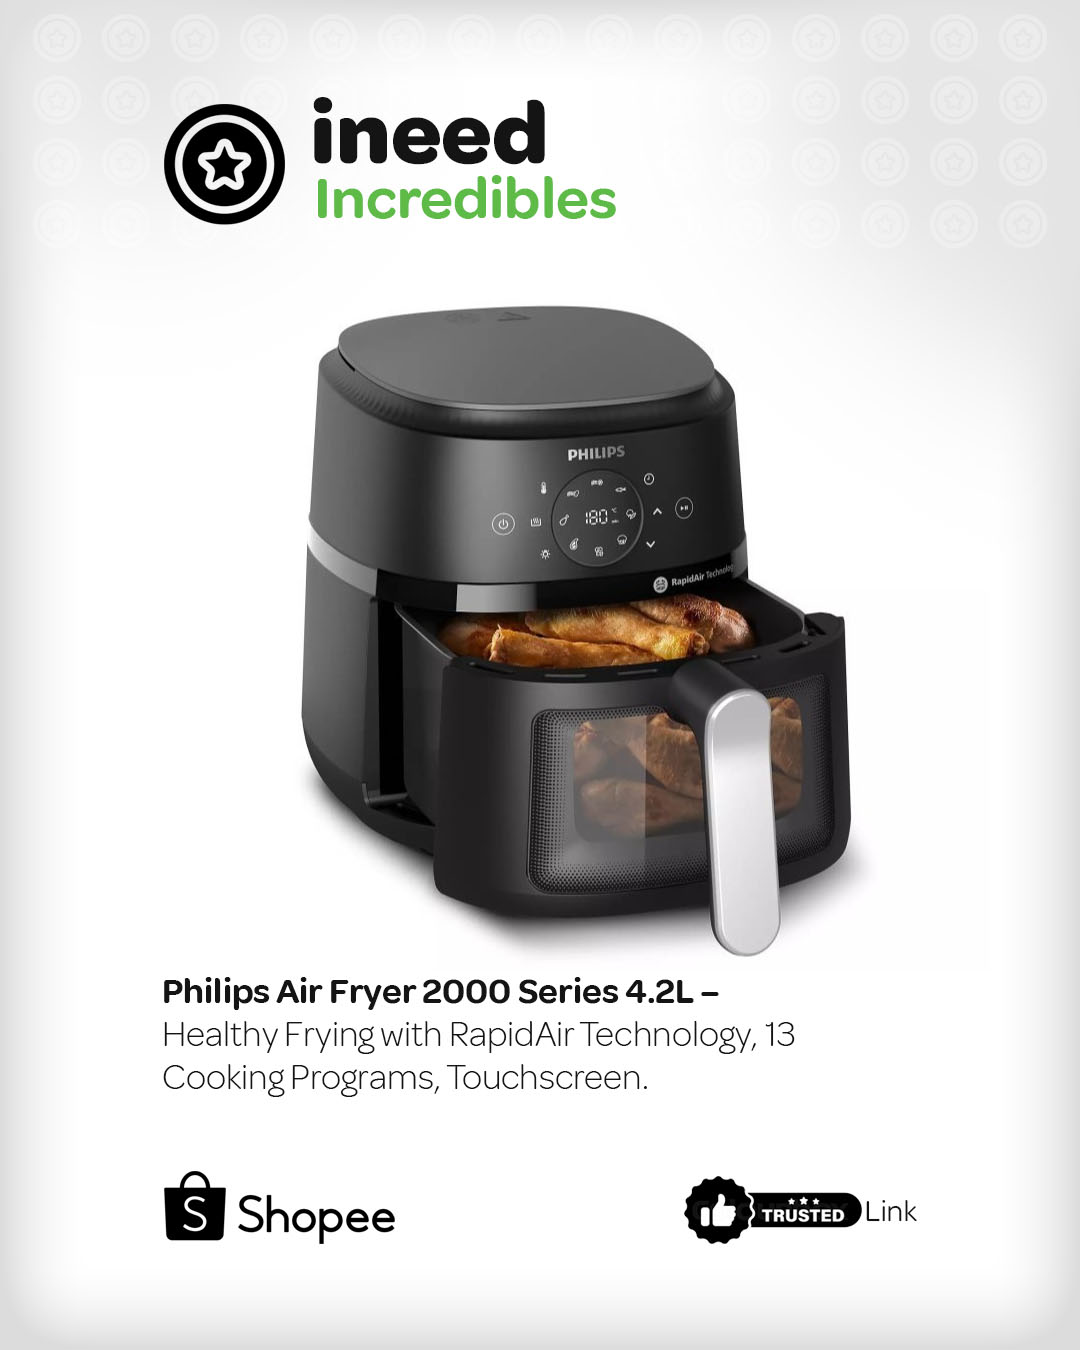 ineed
Incredibles
PHILIPS
180
RapidAir Technology
Philips Air Fryer 2000 Series 4.2L –
Healthy Frying with RapidAir Technology, 13
Cooking Programs, Touchscreen.
S Shopee
TRUSTED Link